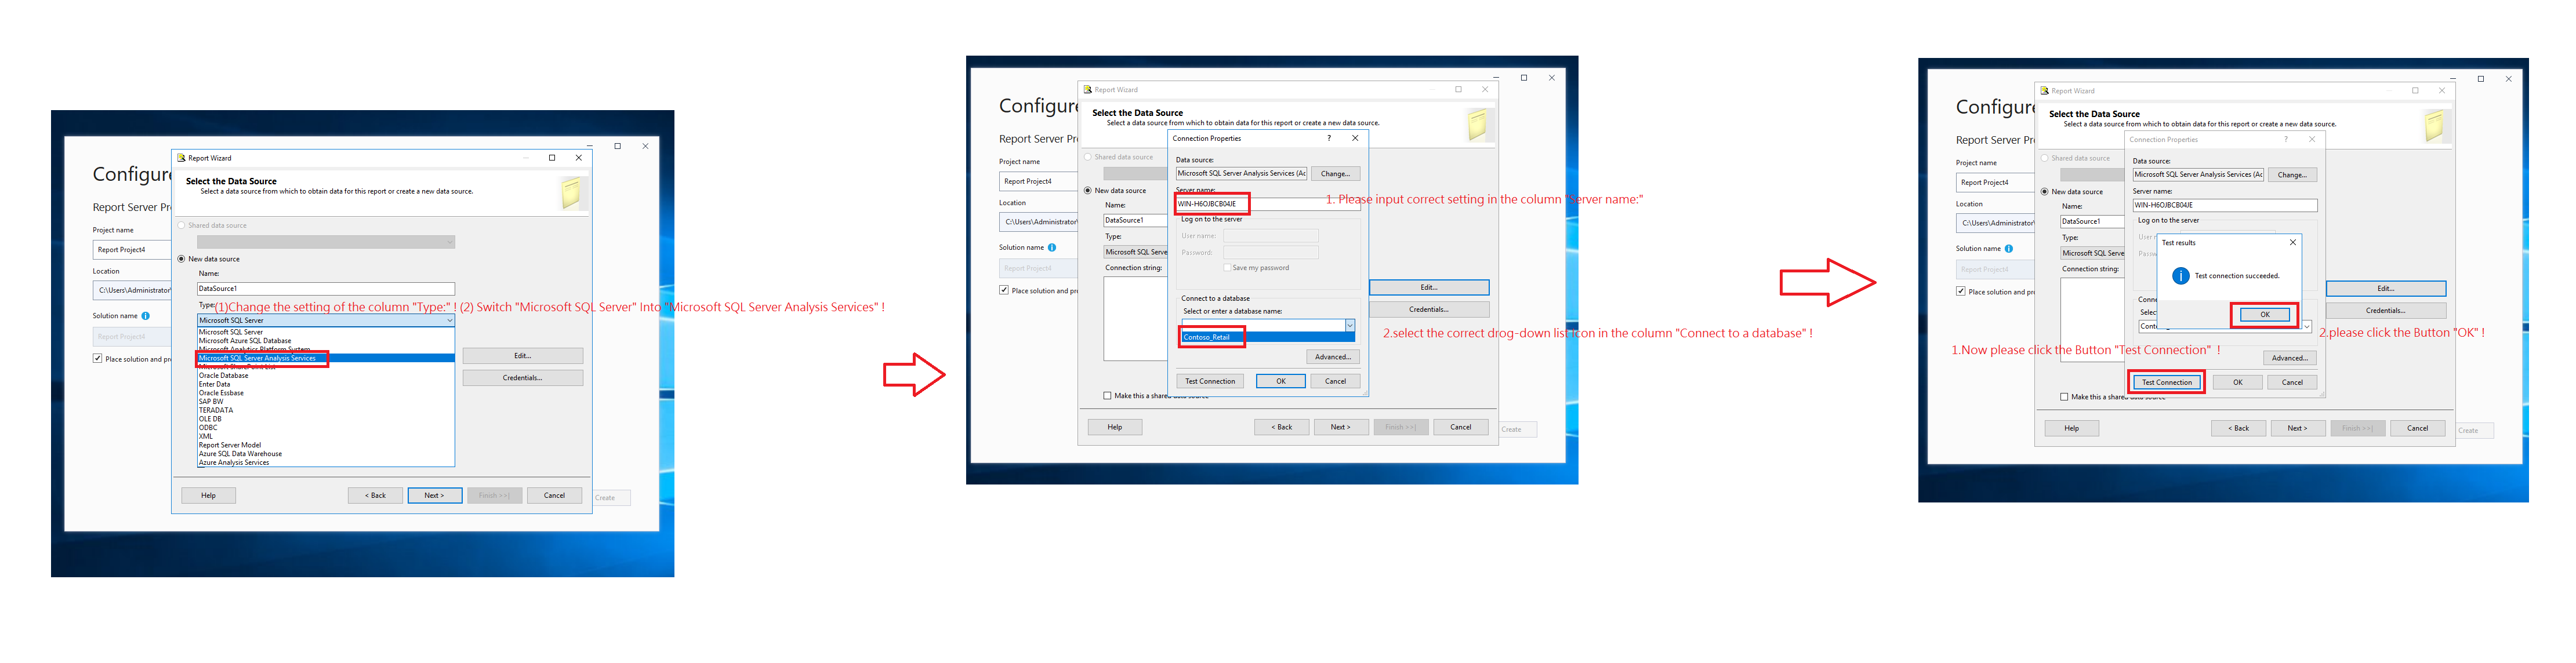 Configure
Report Server Pr
Project name
Report Project4
Location
C:\Users\Administrator\
Solution name
Report Project4
Place solution and pr
Create
Report Wizard
Select the Data Source
Select a data source from which to obtain data for this report or create a new data source.
Shared data source
New data source
Name:
DataSource1
Type:
(1)Change the setting of the column "Type:" ! (2) Switch "Microsoft SQL Server" Into "Microsoft SQL Server Analysis Services" !
Microsoft SQL Server
Microsoft SQL Server
Microsoft Azure SQL Database
Microsoft Analytics Platform System
Microsoft SQL Server Analysis Services
Microsoft SharePoint List
Oracle Database
Enter Data
Oracle Essbase
SAP BW
TERADATA
OLE DB
ODBC
XML
Report Server Model
Azure SQL Data Warehouse
Azure Analysis Services
Edit...
Credentials...
Help
< Back
Next >
Finish >>|
Cancel
Configure
Report Server Pr
Project name
Report Project4
Location
C:\Users\Administrator\
Solution name
Report Project4
Place solution and pr
Create
Report Wizard
Select the Data Source
Select a data source from which to obtain data for this report or create a new data source.
Shared data source
New data source
Name:
DataSource1
Type:
Microsoft SQL Serve
Connection string:
Edit...
Credentials...
Make this a shared data source
Connection Properties
Data source:
Microsoft SQL Server Analysis Services (Ac
Change...
Server name:
WIN-H6OJBCB04JE
1. Please input correct setting in the column "Server name:"
Log on to the server
User name:
Password:
Save my password
Connect to a database
Select or enter a database name:
Contoso_Retail
2.select the correct drog-down list Icon in the column "Connect to a database" !
Advanced...
Test Connection
OK
Cancel
Help
< Back
Next >
Finish >>|
Cancel
Configure
Report Server Pr
Project name
Report Project4
Location
C:\Users\Administrator\
Solution name
Report Project4
Place solution and pr
Create
Report Wizard
Select the Data Source
Select a data source from which to obtain data for this report or create a new data source.
Shared data source
New data source
Name:
DataSource1
Type:
Microsoft SQL Serve
Connection string:
Edit...
Credentials...
Make this a shared data source
Connection Properties
Data source:
Microsoft SQL Server Analysis Services (Ac
Change...
Server name:
WIN-H6OJBCB04JE
Log on to the server
User
Passw
Test results
Test connection succeeded.
OK
2.please click the Button "OK" !
Conne
Selec
1.Now please click the Button "Test Connection" !
Advanced...
Test Connection
OK
Cancel
Help
< Back
Next >
Finish >>|
Cancel